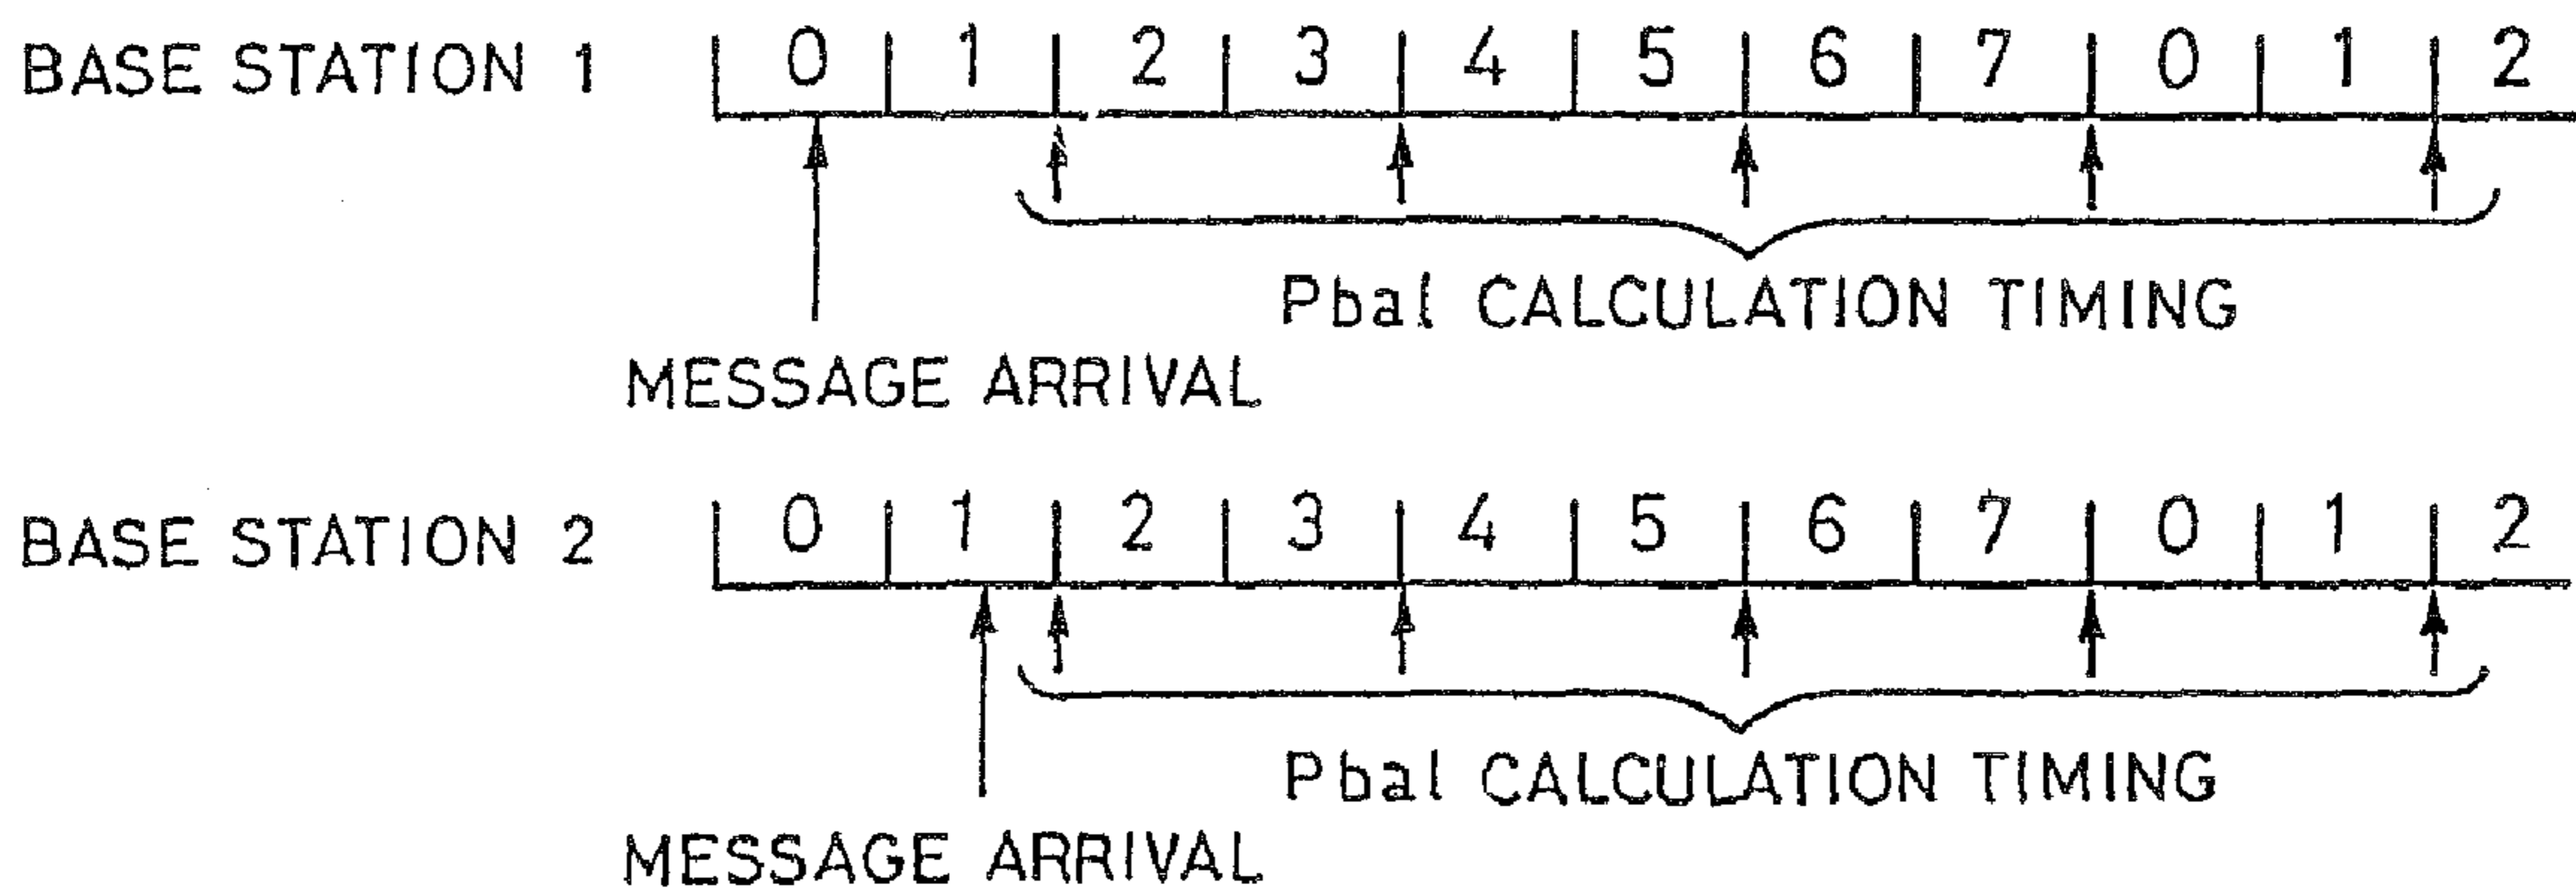 BASE STATION 1 0 1 2 3 4 5 6 7 0 1 2
Pbal CALCULATION TIMING
MESSAGE ARRIVAL
BASE STATION 2 0 1 2 3 4 5 6 7 0 1 2
Pbal CALCULATION TIMING
MESSAGE ARRIVAL